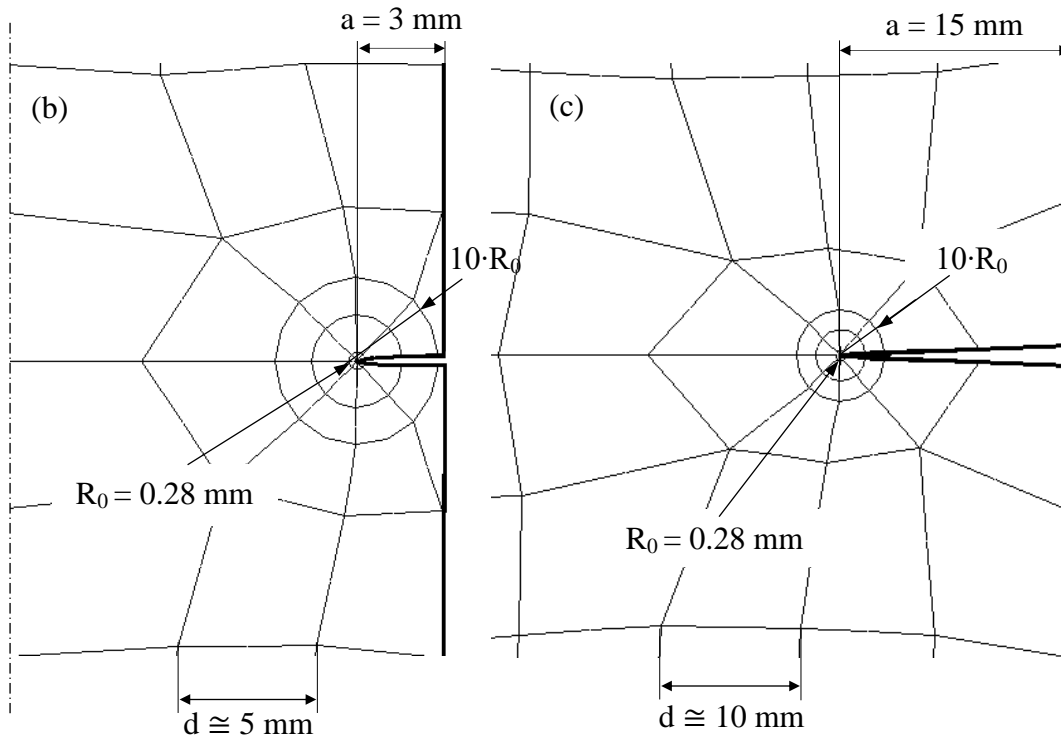 a = 3 mm
a = 15 mm
(b)
(c)
10·R₀
10·R₀
R₀ = 0.28 mm
R₀ = 0.28 mm
d ≅ 5 mm
d ≅ 10 mm